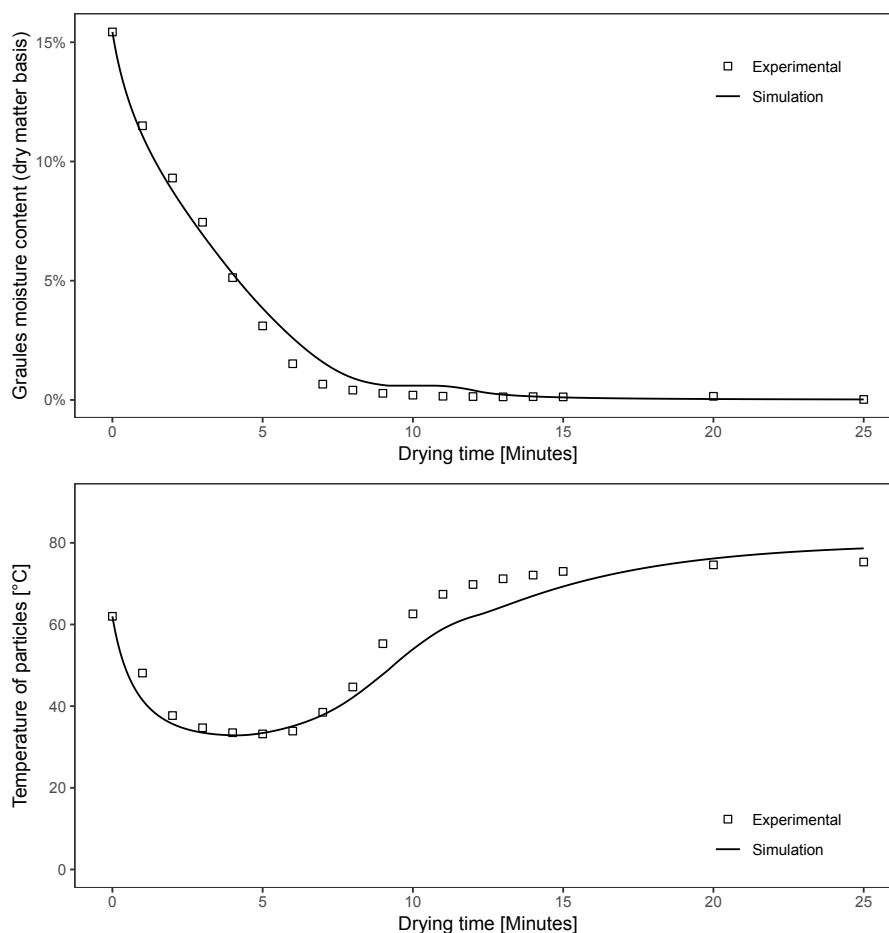 Graules moisture content (dry matter basis)
15%
10%
5%
0%
Experimental
Simulation
0 5 10 15 20 25
Drying time [Minutes]
Temperature of particles [°C]
80
60
40
20
0
Experimental
Simulation
0 5 10 15 20 25
Drying time [Minutes]